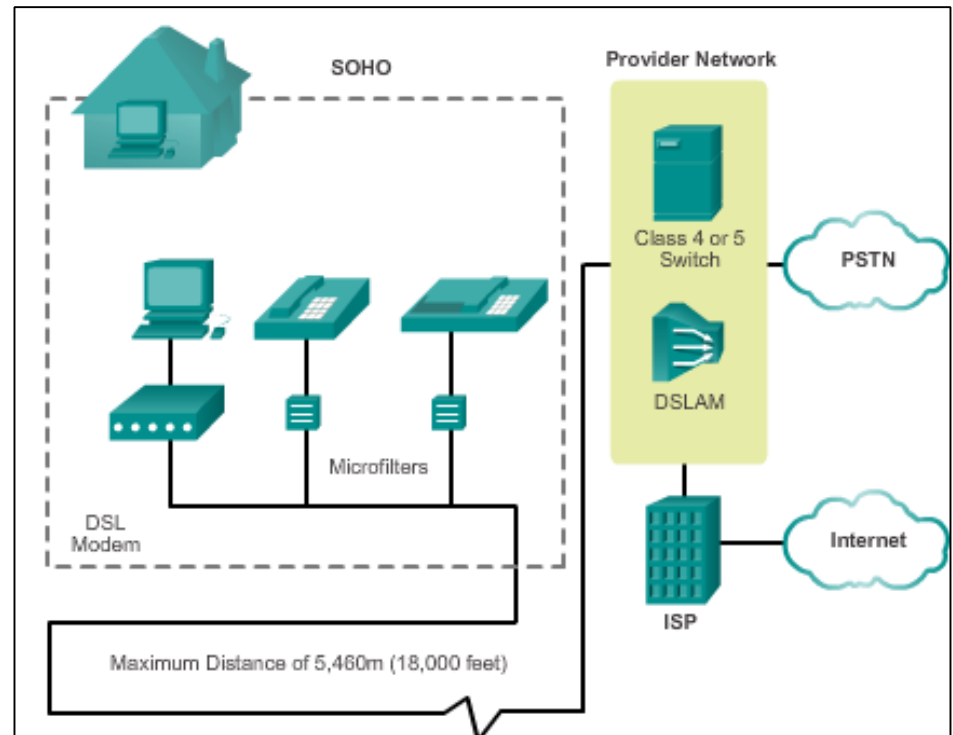 SOHO
Provider Network
Class 4 or 5
Switch
PSTN
DSLAM
Microfilters
DSL
Modem
Internet
ISP
Maximum Distance of 5,460m (18,000 feet)